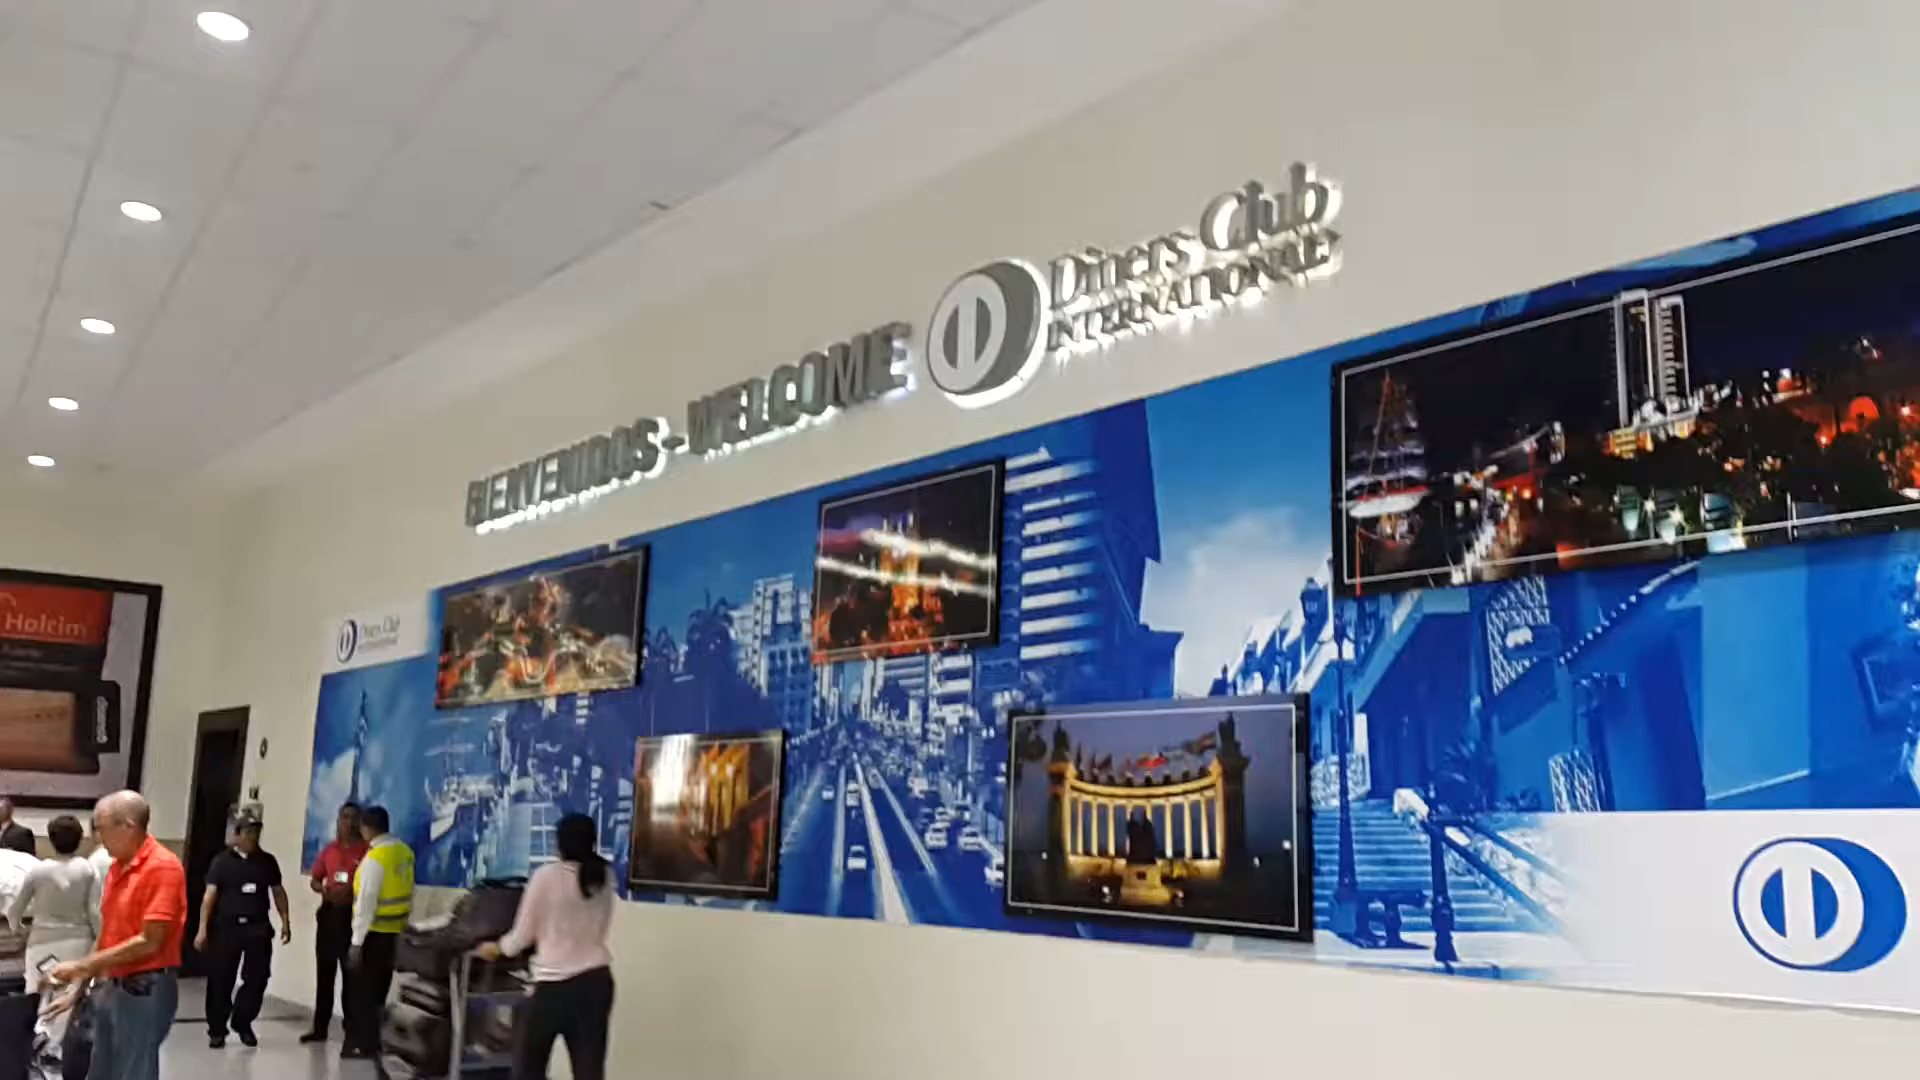 BIENVENIDOS - WELCOME
Diners Club
INTERNATIONAL
Diners Club
Holcim